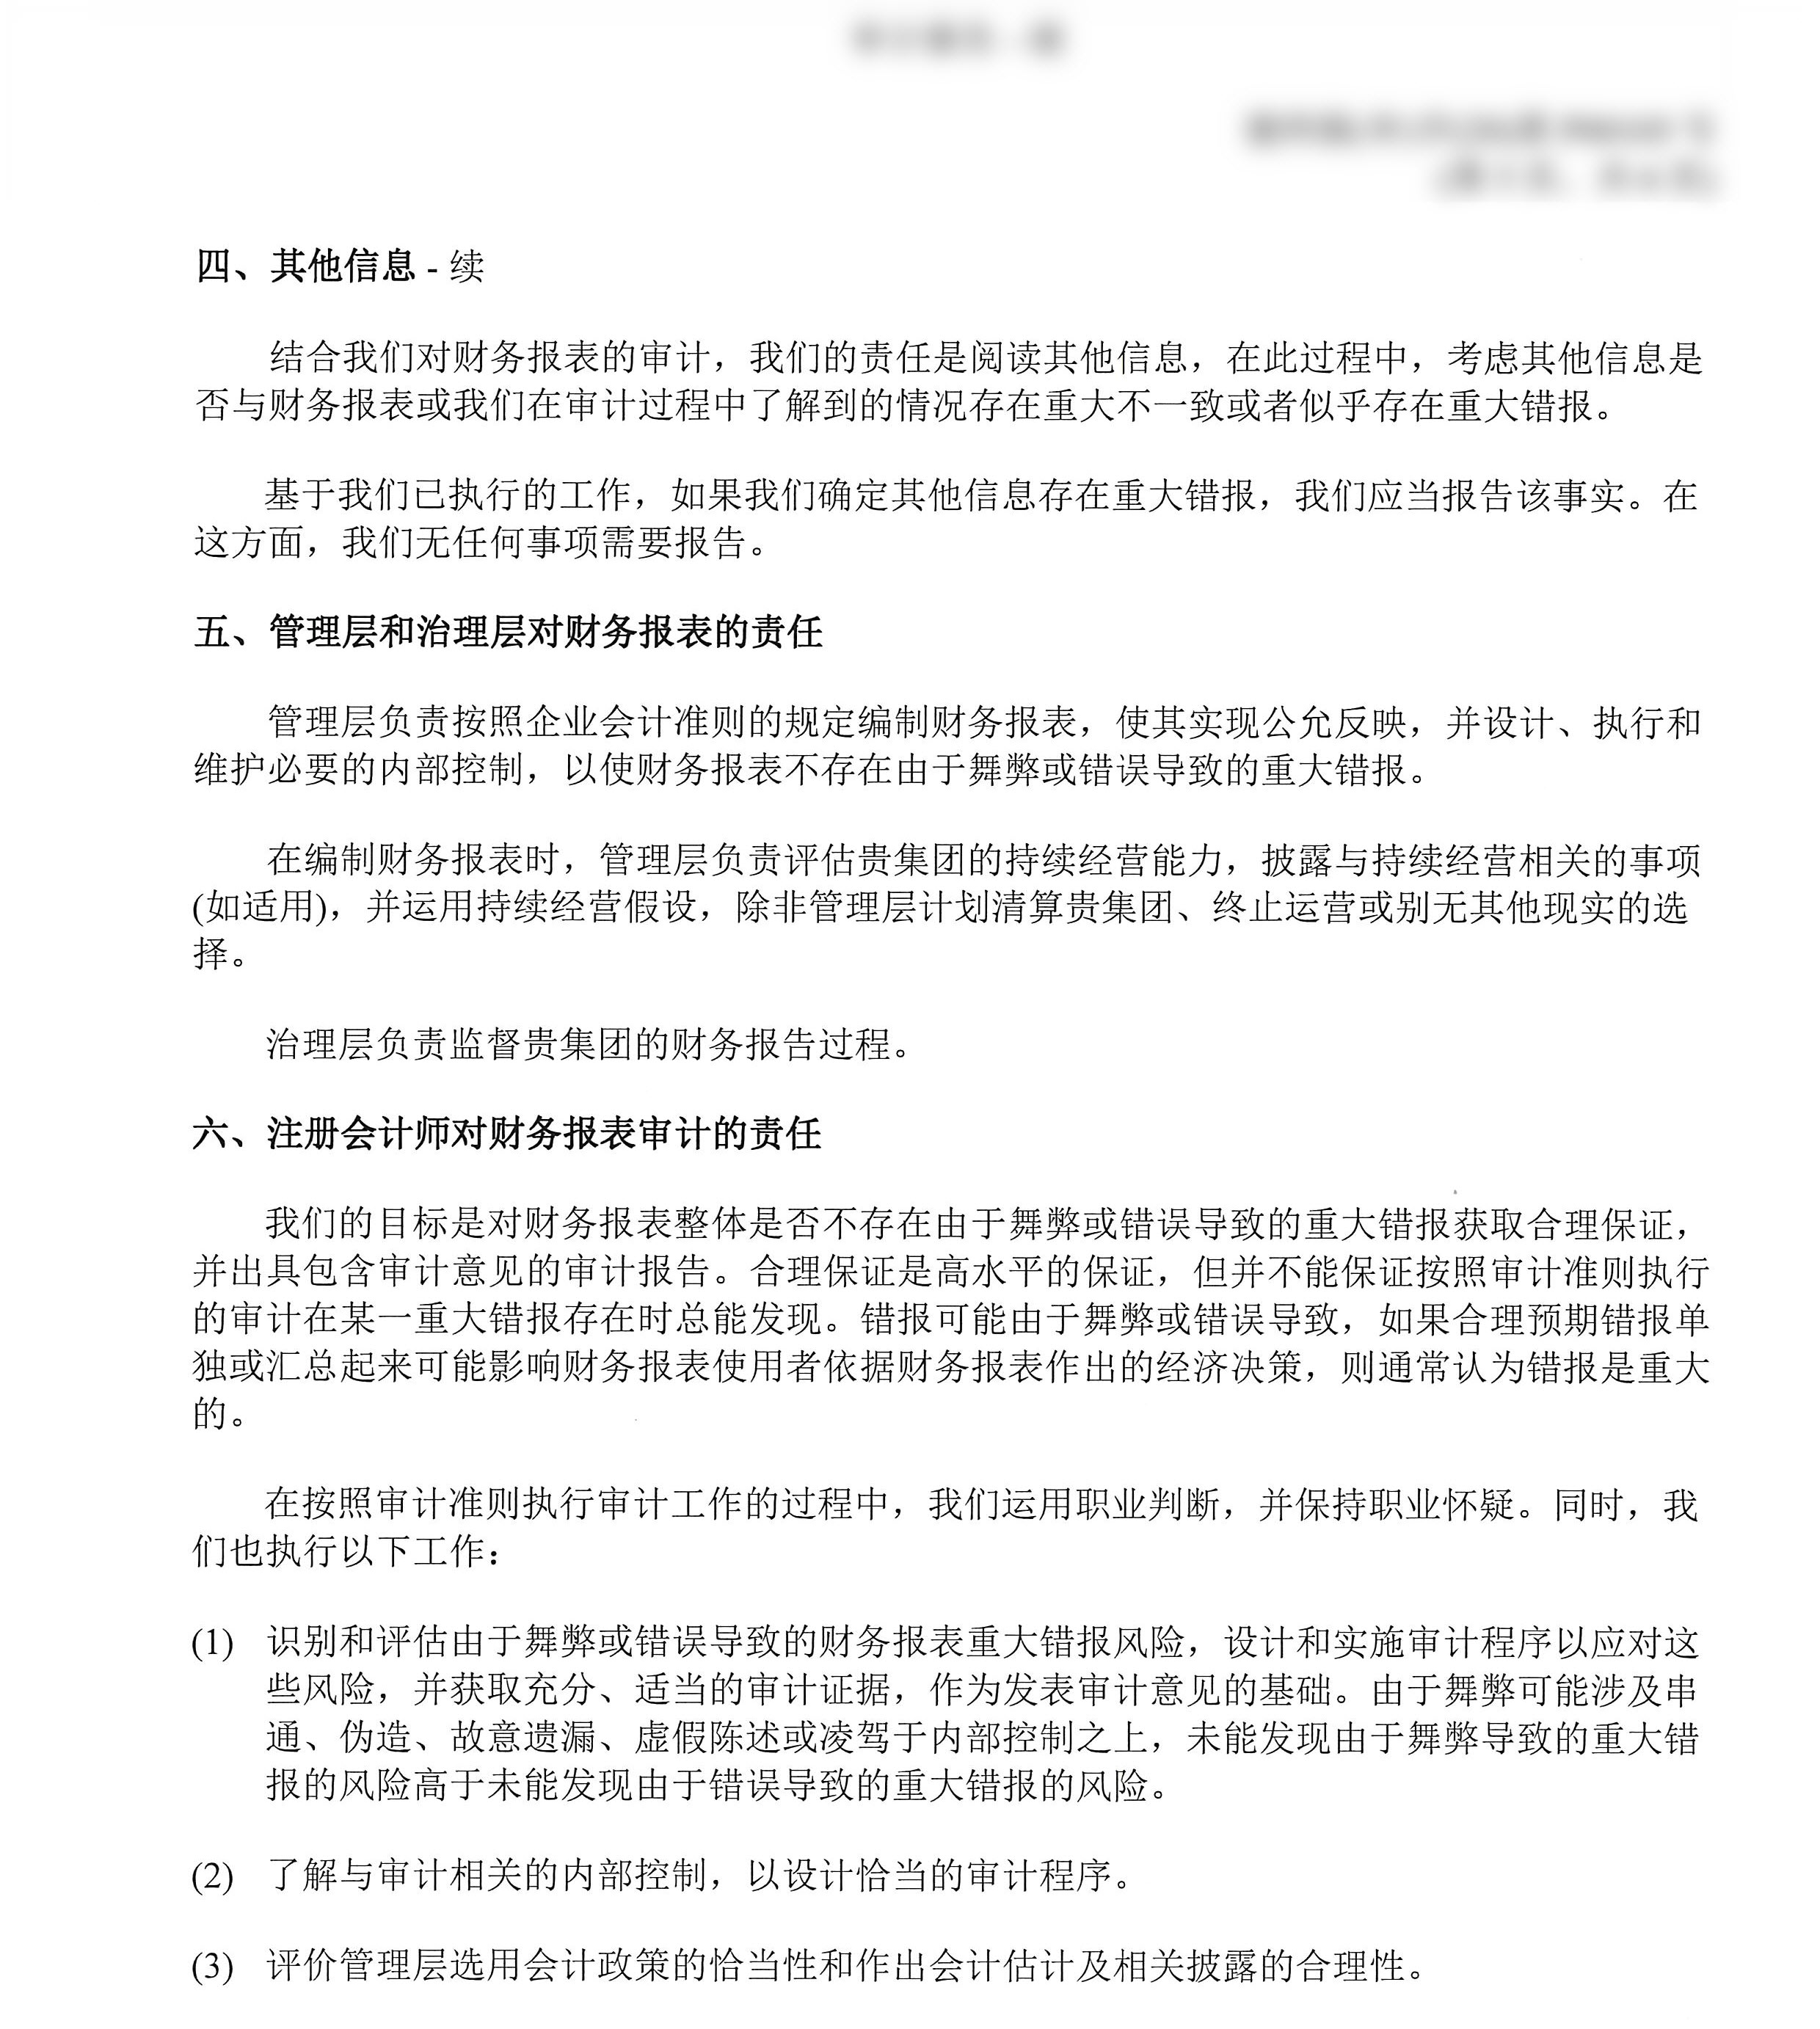 四、其他信息 - 续
结合我们对财务报表的审计，我们的责任是阅读其他信息，在此过程中，考虑其他信息是
否与财务报表或我们在审计过程中了解到的情况存在重大不一致或者似乎存在重大错报。
基于我们已执行的工作，如果我们确定其他信息存在重大错报，我们应当报告该事实。在
这方面，我们无任何事项需要报告。
五、管理层和治理层对财务报表的责任
管理层负责按照企业会计准则的规定编制财务报表，使其实现公允反映，并设计、执行和
维护必要的内部控制，以使财务报表不存在由于舞弊或错误导致的重大错报。
在编制财务报表时，管理层负责评估贵集团的持续经营能力，披露与持续经营相关的事项
(如适用)，并运用持续经营假设，除非管理层计划清算贵集团、终止运营或别无其他现实的选
择。
治理层负责监督贵集团的财务报告过程。
六、注册会计师对财务报表审计的责任
我们的目标是对财务报表整体是否不存在由于舞弊或错误导致的重大错报获取合理保证，
并出具包含审计意见的审计报告。合理保证是高水平的保证，但并不能保证按照审计准则执行
的审计在某一重大错报存在时总能发现。错报可能由于舞弊或错误导致，如果合理预期错报单
独或汇总起来可能影响财务报表使用者依据财务报表作出的经济决策，则通常认为错报是重大
的。
在按照审计准则执行审计工作的过程中，我们运用职业判断，并保持职业怀疑。同时，我
们也执行以下工作：
(1) 识别和评估由于舞弊或错误导致的财务报表重大错报风险，设计和实施审计程序以应对这
些风险，并获取充分、适当的审计证据，作为发表审计意见的基础。由于舞弊可能涉及串
通、伪造、故意遗漏、虚假陈述或凌驾于内部控制之上，未能发现由于舞弊导致的重大错
报的风险高于未能发现由于错误导致的重大错报的风险。
(2) 了解与审计相关的内部控制，以设计恰当的审计程序。
(3) 评价管理层选用会计政策的恰当性和作出会计估计及相关披露的合理性。